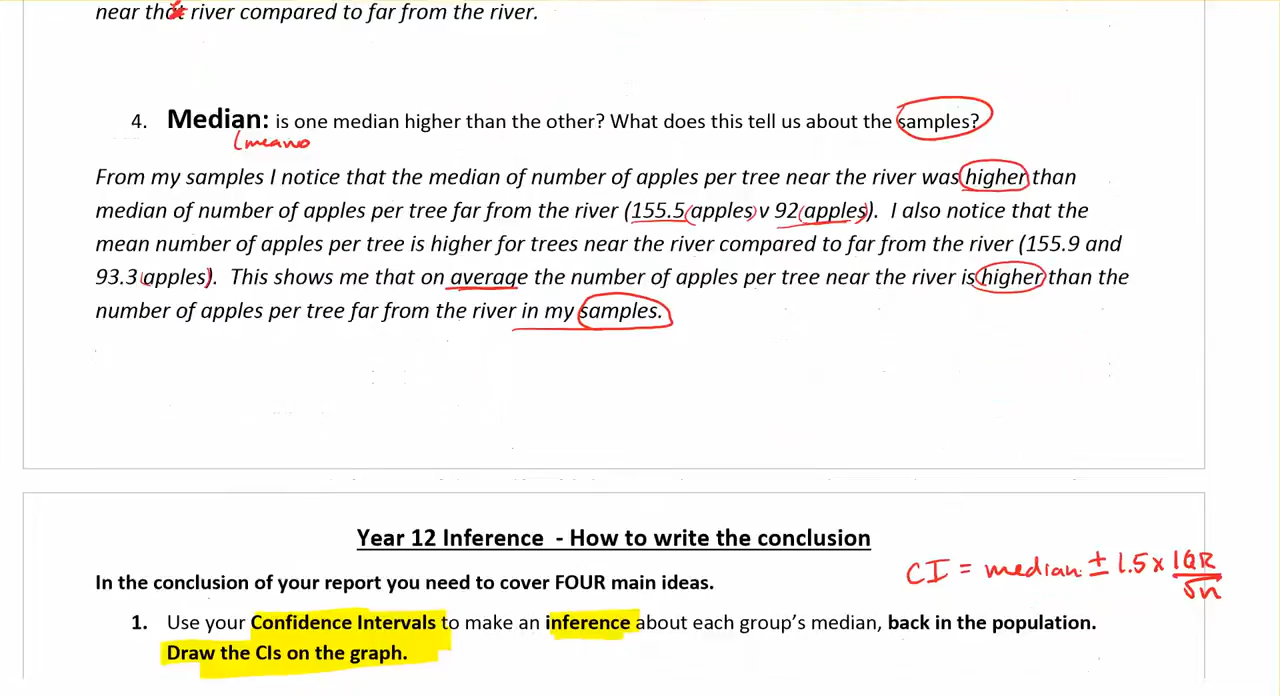 near that river compared to far from the river.
4. Median: is one median higher than the other? What does this tell us about the samples?
(means
From my samples I notice that the median of number of apples per tree near the river was higher than
median of number of apples per tree far from the river (155.5(apples) v 92(apples)). I also notice that the
mean number of apples per tree is higher for trees near the river compared to far from the river (155.9 and
93.3(apples)). This shows me that on average the number of apples per tree near the river is higher than the
number of apples per tree far from the river in my samples.
Year 12 Inference - How to write the conclusion
CI = median ± 1.5 × IQR/√n
In the conclusion of your report you need to cover FOUR main ideas.
1. Use your Confidence Intervals to make an inference about each group's median, back in the population.
Draw the CIs on the graph.